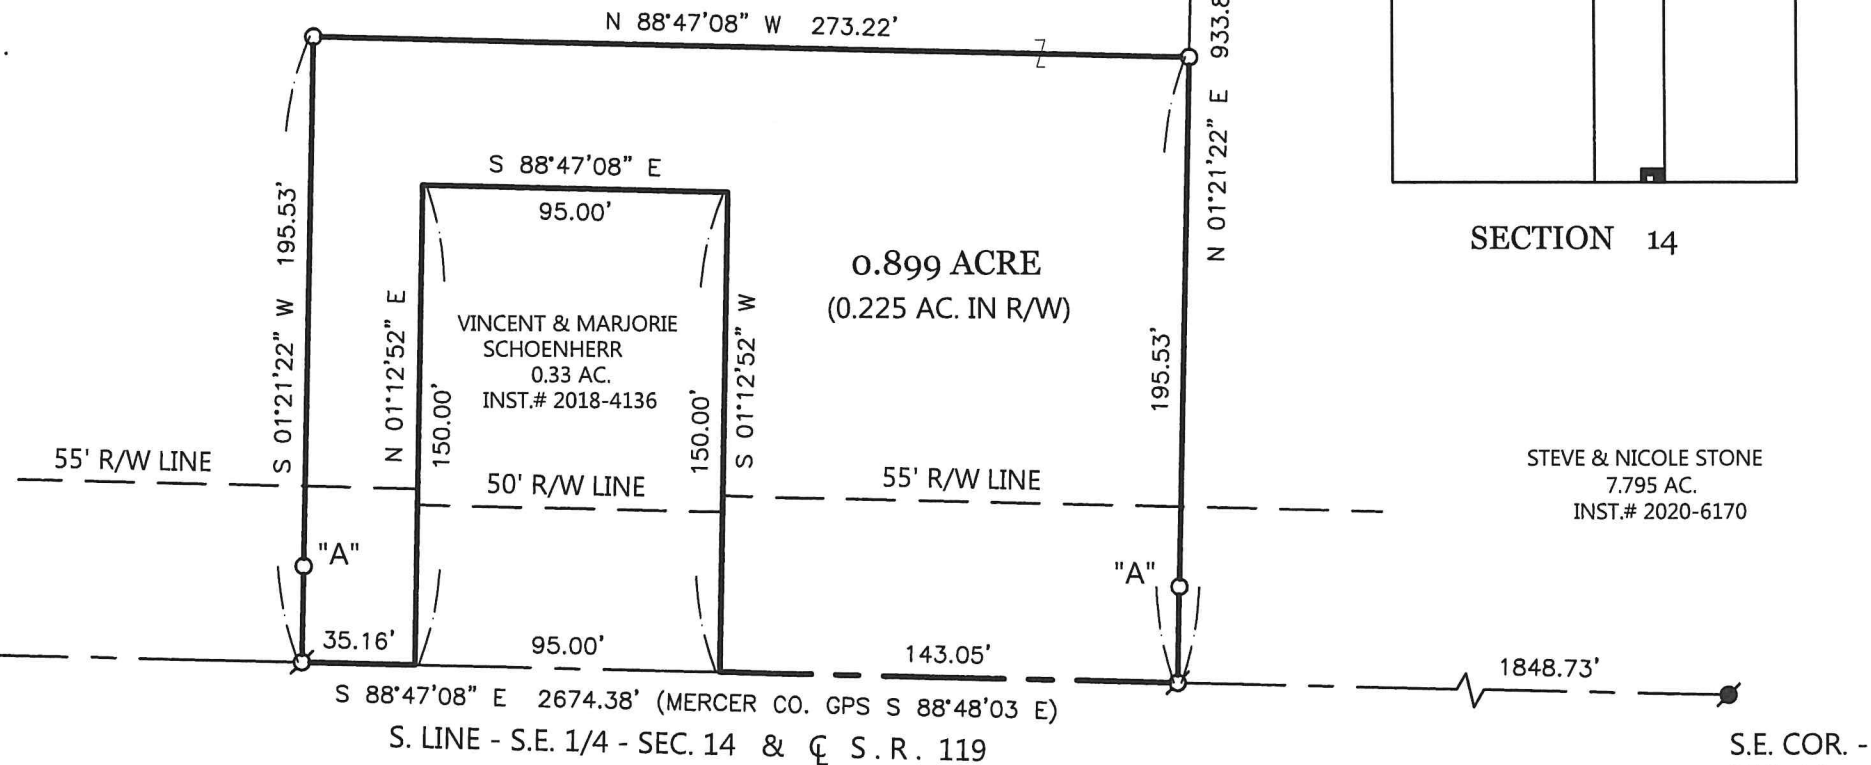 N 88°47'08" W 273.22'
N 01°21'22" E 933.8
S 88°47'08" E
95.00'
S 01°21'22" W 195.53'
N 01°12'52" E
150.00'
VINCENT & MARJORIE
SCHOENHERR
0.33 AC.
INST.# 2018-4136
150.00'
S 01°12'52" W
0.899 ACRE
(0.225 AC. IN R/W)
195.53'
SECTION 14
STEVE & NICOLE STONE
7.795 AC.
INST.# 2020-6170
55' R/W LINE
50' R/W LINE
55' R/W LINE
"A"
"A"
35.16'
95.00'
143.05'
1848.73'
S 88°47'08" E 2674.38' (MERCER CO. GPS S 88°48'03 E)
S. LINE - S.E. 1/4 - SEC. 14 & ℄ S.R. 119
S.E. COR. -